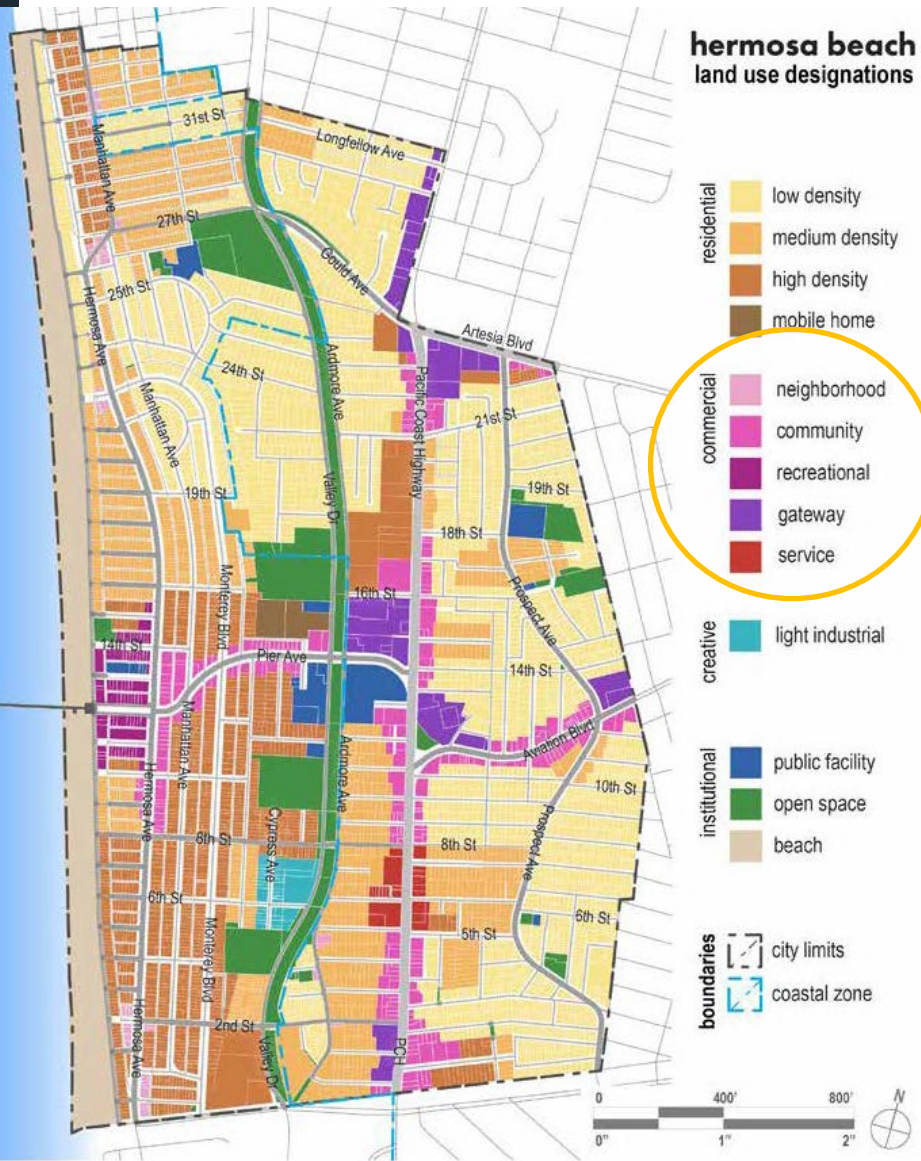 hermosa beach
land use designations
residential
low density
medium density
high density
mobile home
commercial
neighborhood
community
recreational
gateway
service
creative
light industrial
institutional
public facility
open space
beach
boundaries
city limits
coastal zone
0 400' 800'
0" 1" 2"
N
31st St
Longfellow Ave
Manhattan Ave
27th St
Gould Ave
25th St
Hermosa Ave
Artesia Blvd
24th St
Ardmore Ave
Pacific Coast Highway
Manhattan Ave
21st St
19th St
Valley Dr
19th St
18th St
Monterey Blvd
16th St
Prospect Ave
14th St
Pier Ave
14th St
Manhattan Ave
Aviation Blvd
Ardmore Ave
Hermosa Ave
10th St
Cypress Ave
8th St
8th St
Prospect Ave
6th St
6th St
5th St
Monterey Blvd
Hermosa Ave
2nd St
Valley Dr
PCH